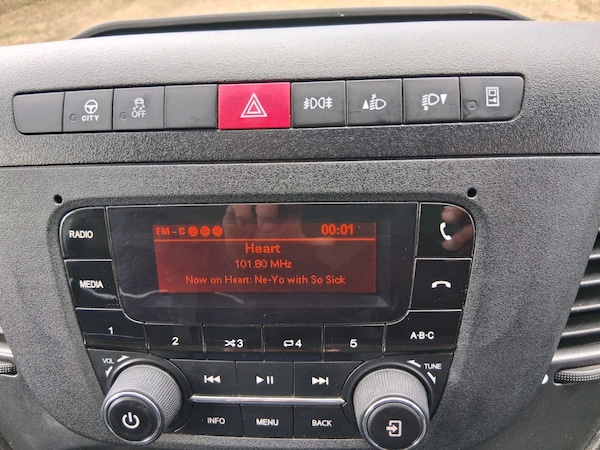 CITY OFF
RADIO FM - C 00:01
Heart
101.80 MHz
MEDIA Now on Heart: Ne-Yo with So Sick
1 2 3 4 5 A·B·C
VOL TUNE
INFO MENU BACK